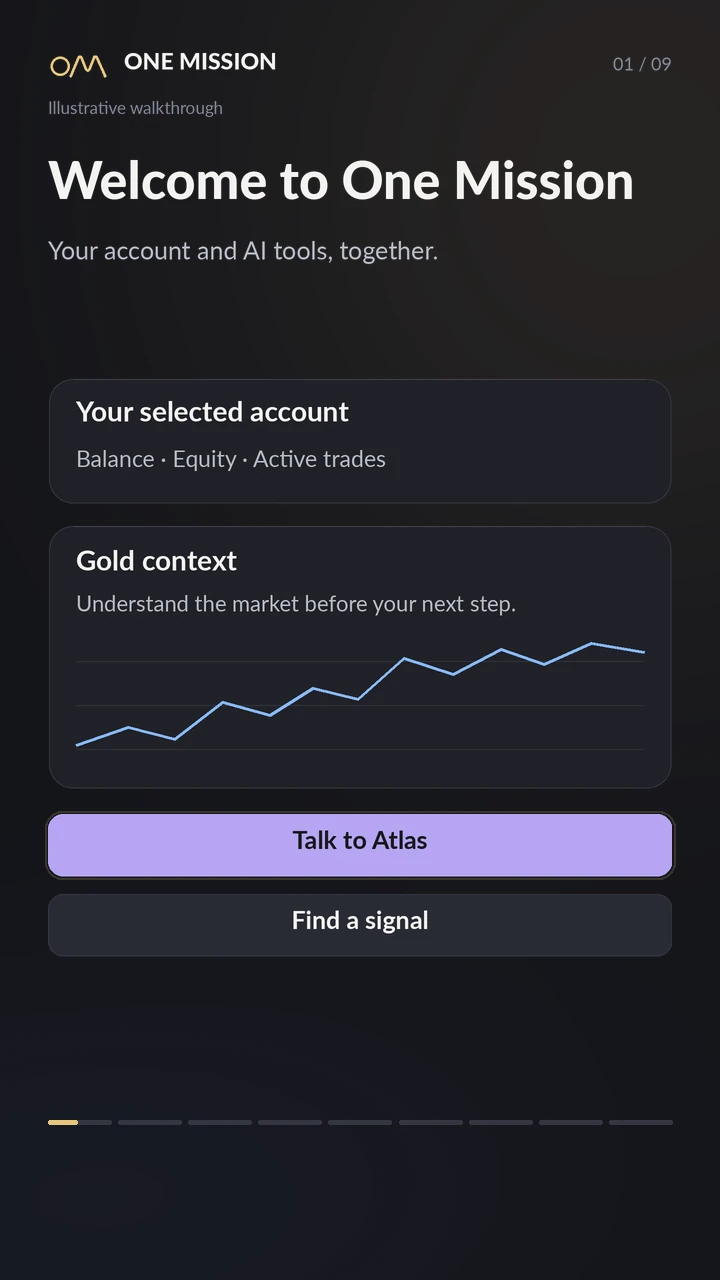 OM ONE MISSION
01 / 09
Illustrative walkthrough
Welcome to One Mission
Your account and AI tools, together.
Your selected account
Balance · Equity · Active trades
Gold context
Understand the market before your next step.
Talk to Atlas
Find a signal